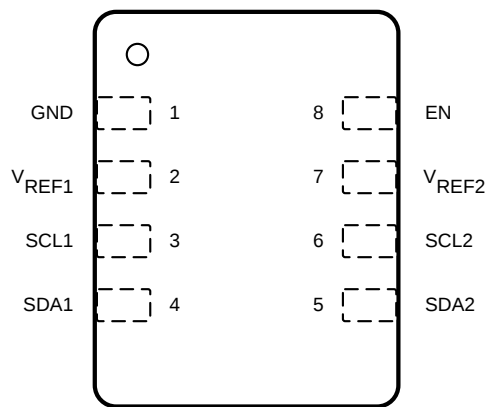 GND 1 8 EN
VREF1 2 7 VREF2
SCL1 3 6 SCL2
SDA1 4 5 SDA2